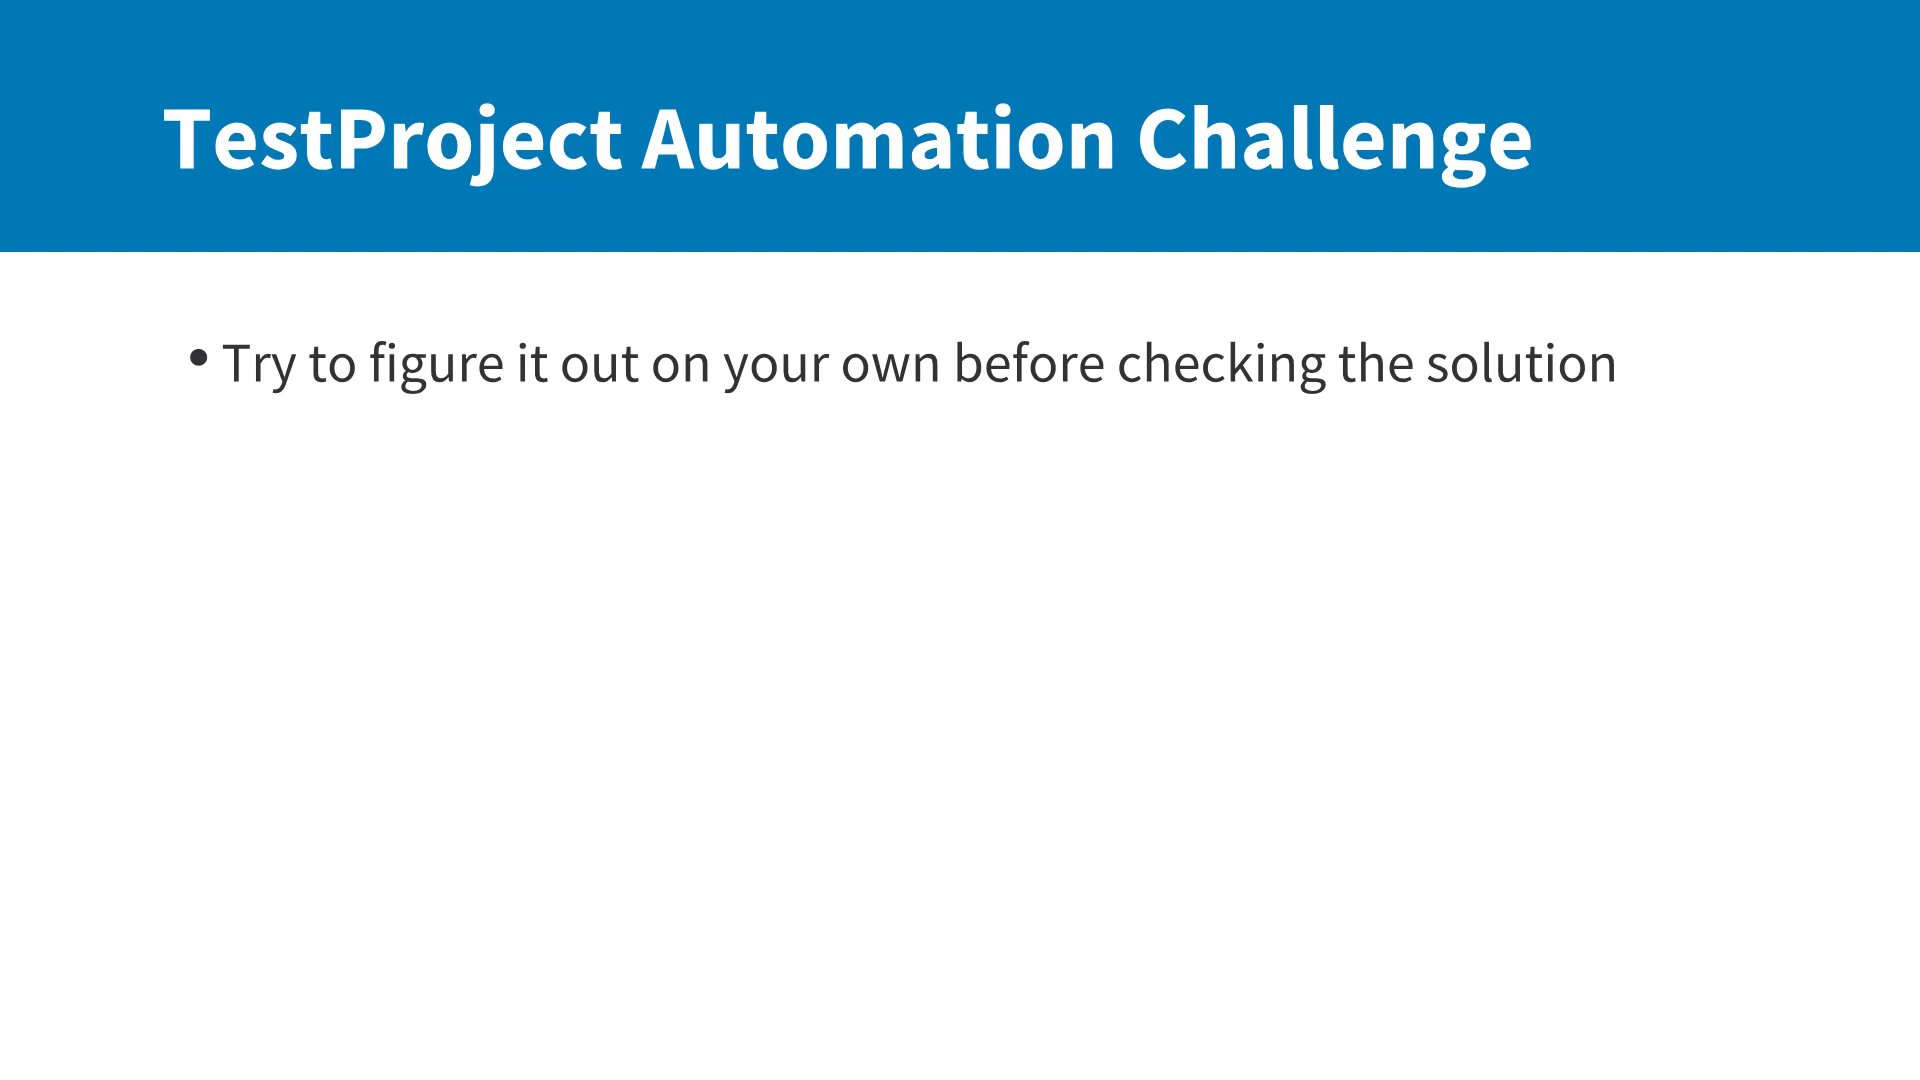 TestProject Automation Challenge
• Try to figure it out on your own before checking the solution